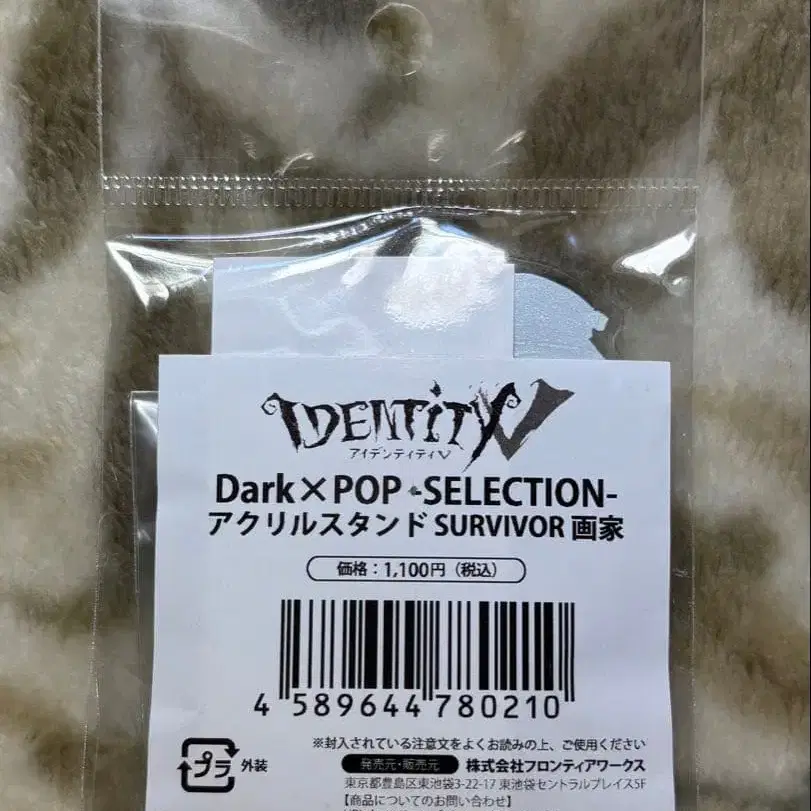 IDENTITY V
アイデンティティV
Dark×POP -SELECTION-
アクリルスタンド SURVIVOR 画家
価格：1,100円（税込）
4 589644 780210
※封入されている注意文をよくお読みの上、ご使用ください
プラ 外装
発売元・販売元 株式会社フロンティアワークス
東京都豊島区東池袋3-22-17 東池袋セントラルプレイス5F
【商品についてのお問い合わせ】